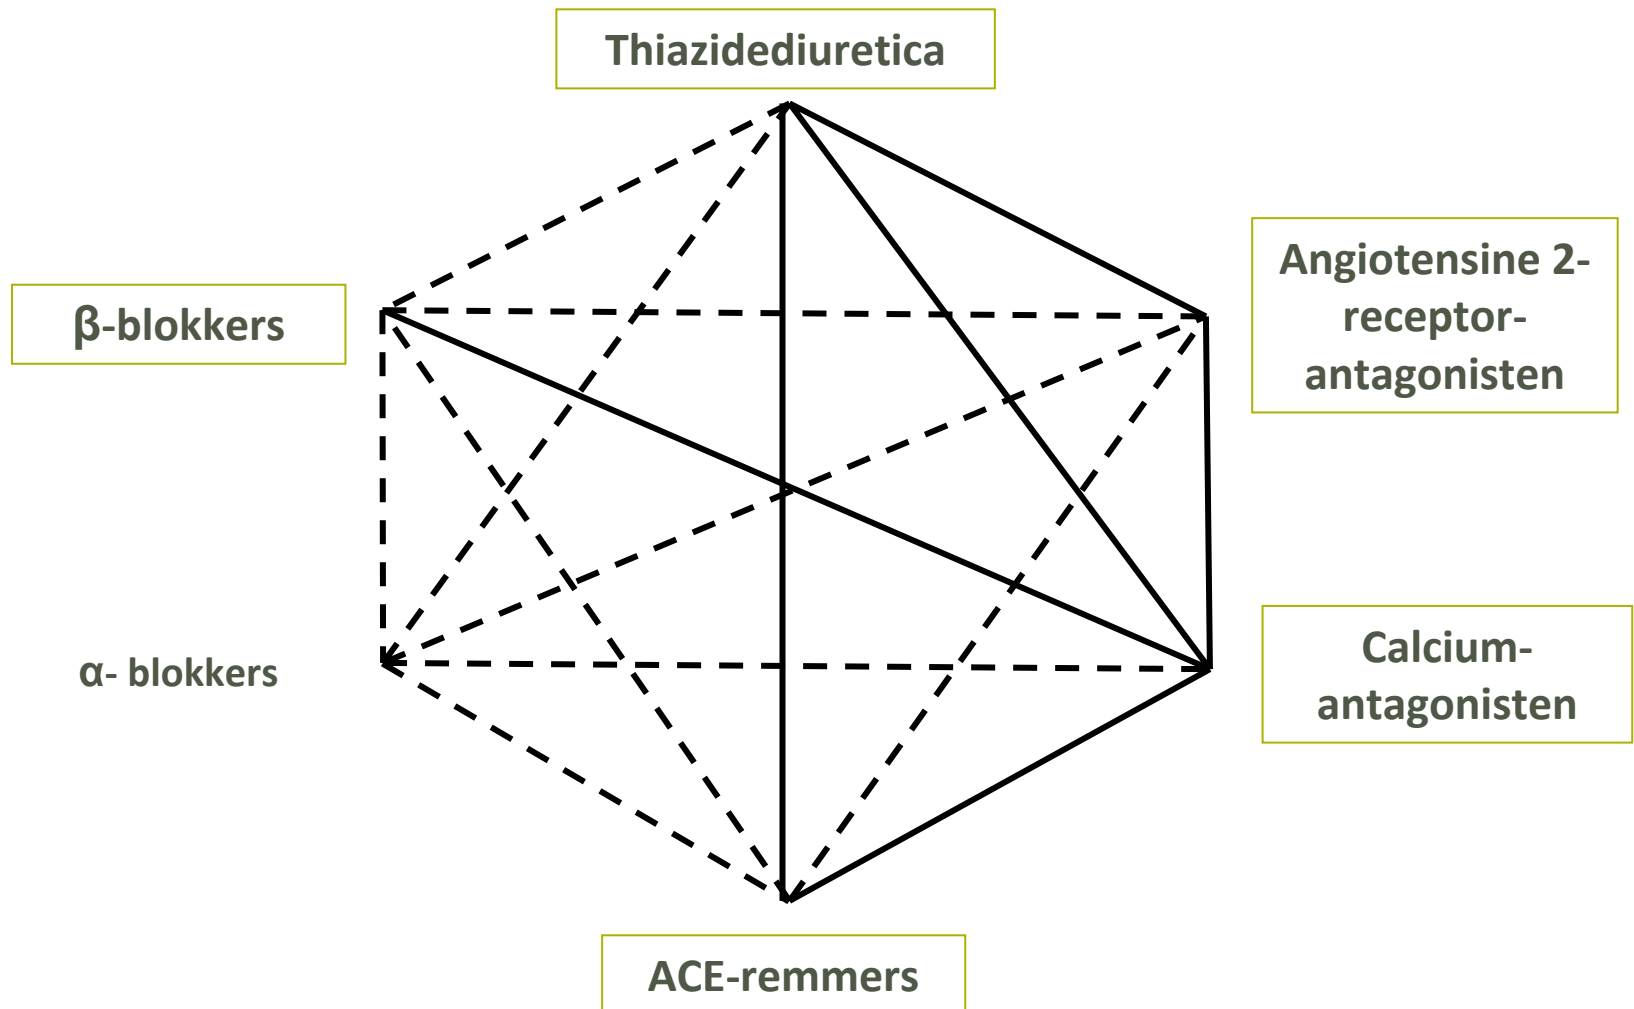 Thiazidediuretica
Angiotensine 2-
receptor-
antagonisten
β-blokkers
α- blokkers
Calcium-
antagonisten
ACE-remmers